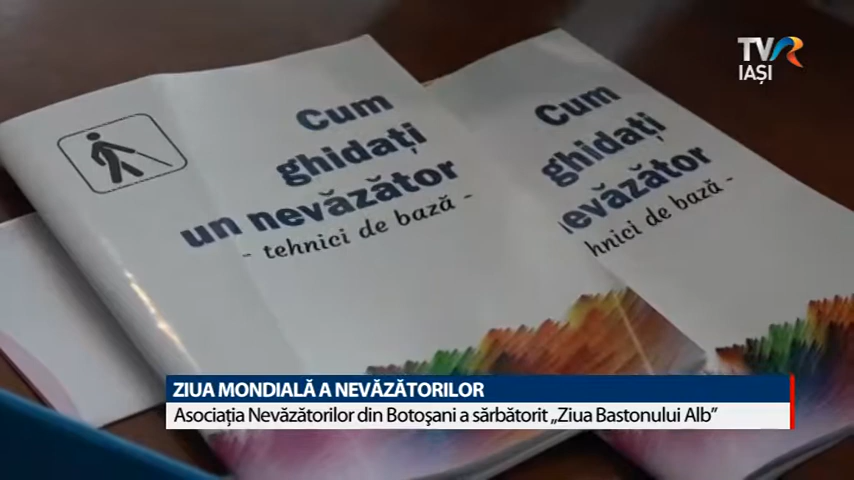 TVR
IAȘI
Cum
ghidați
un nevăzător
- tehnici de bază -
Cum
ghidați
nevăzător
hnici de bază -
ZIUA MONDIALĂ A NEVĂZĂTORILOR
Asociația Nevăzătorilor din Botoşani a sărbătorit „Ziua Bastonului Alb”